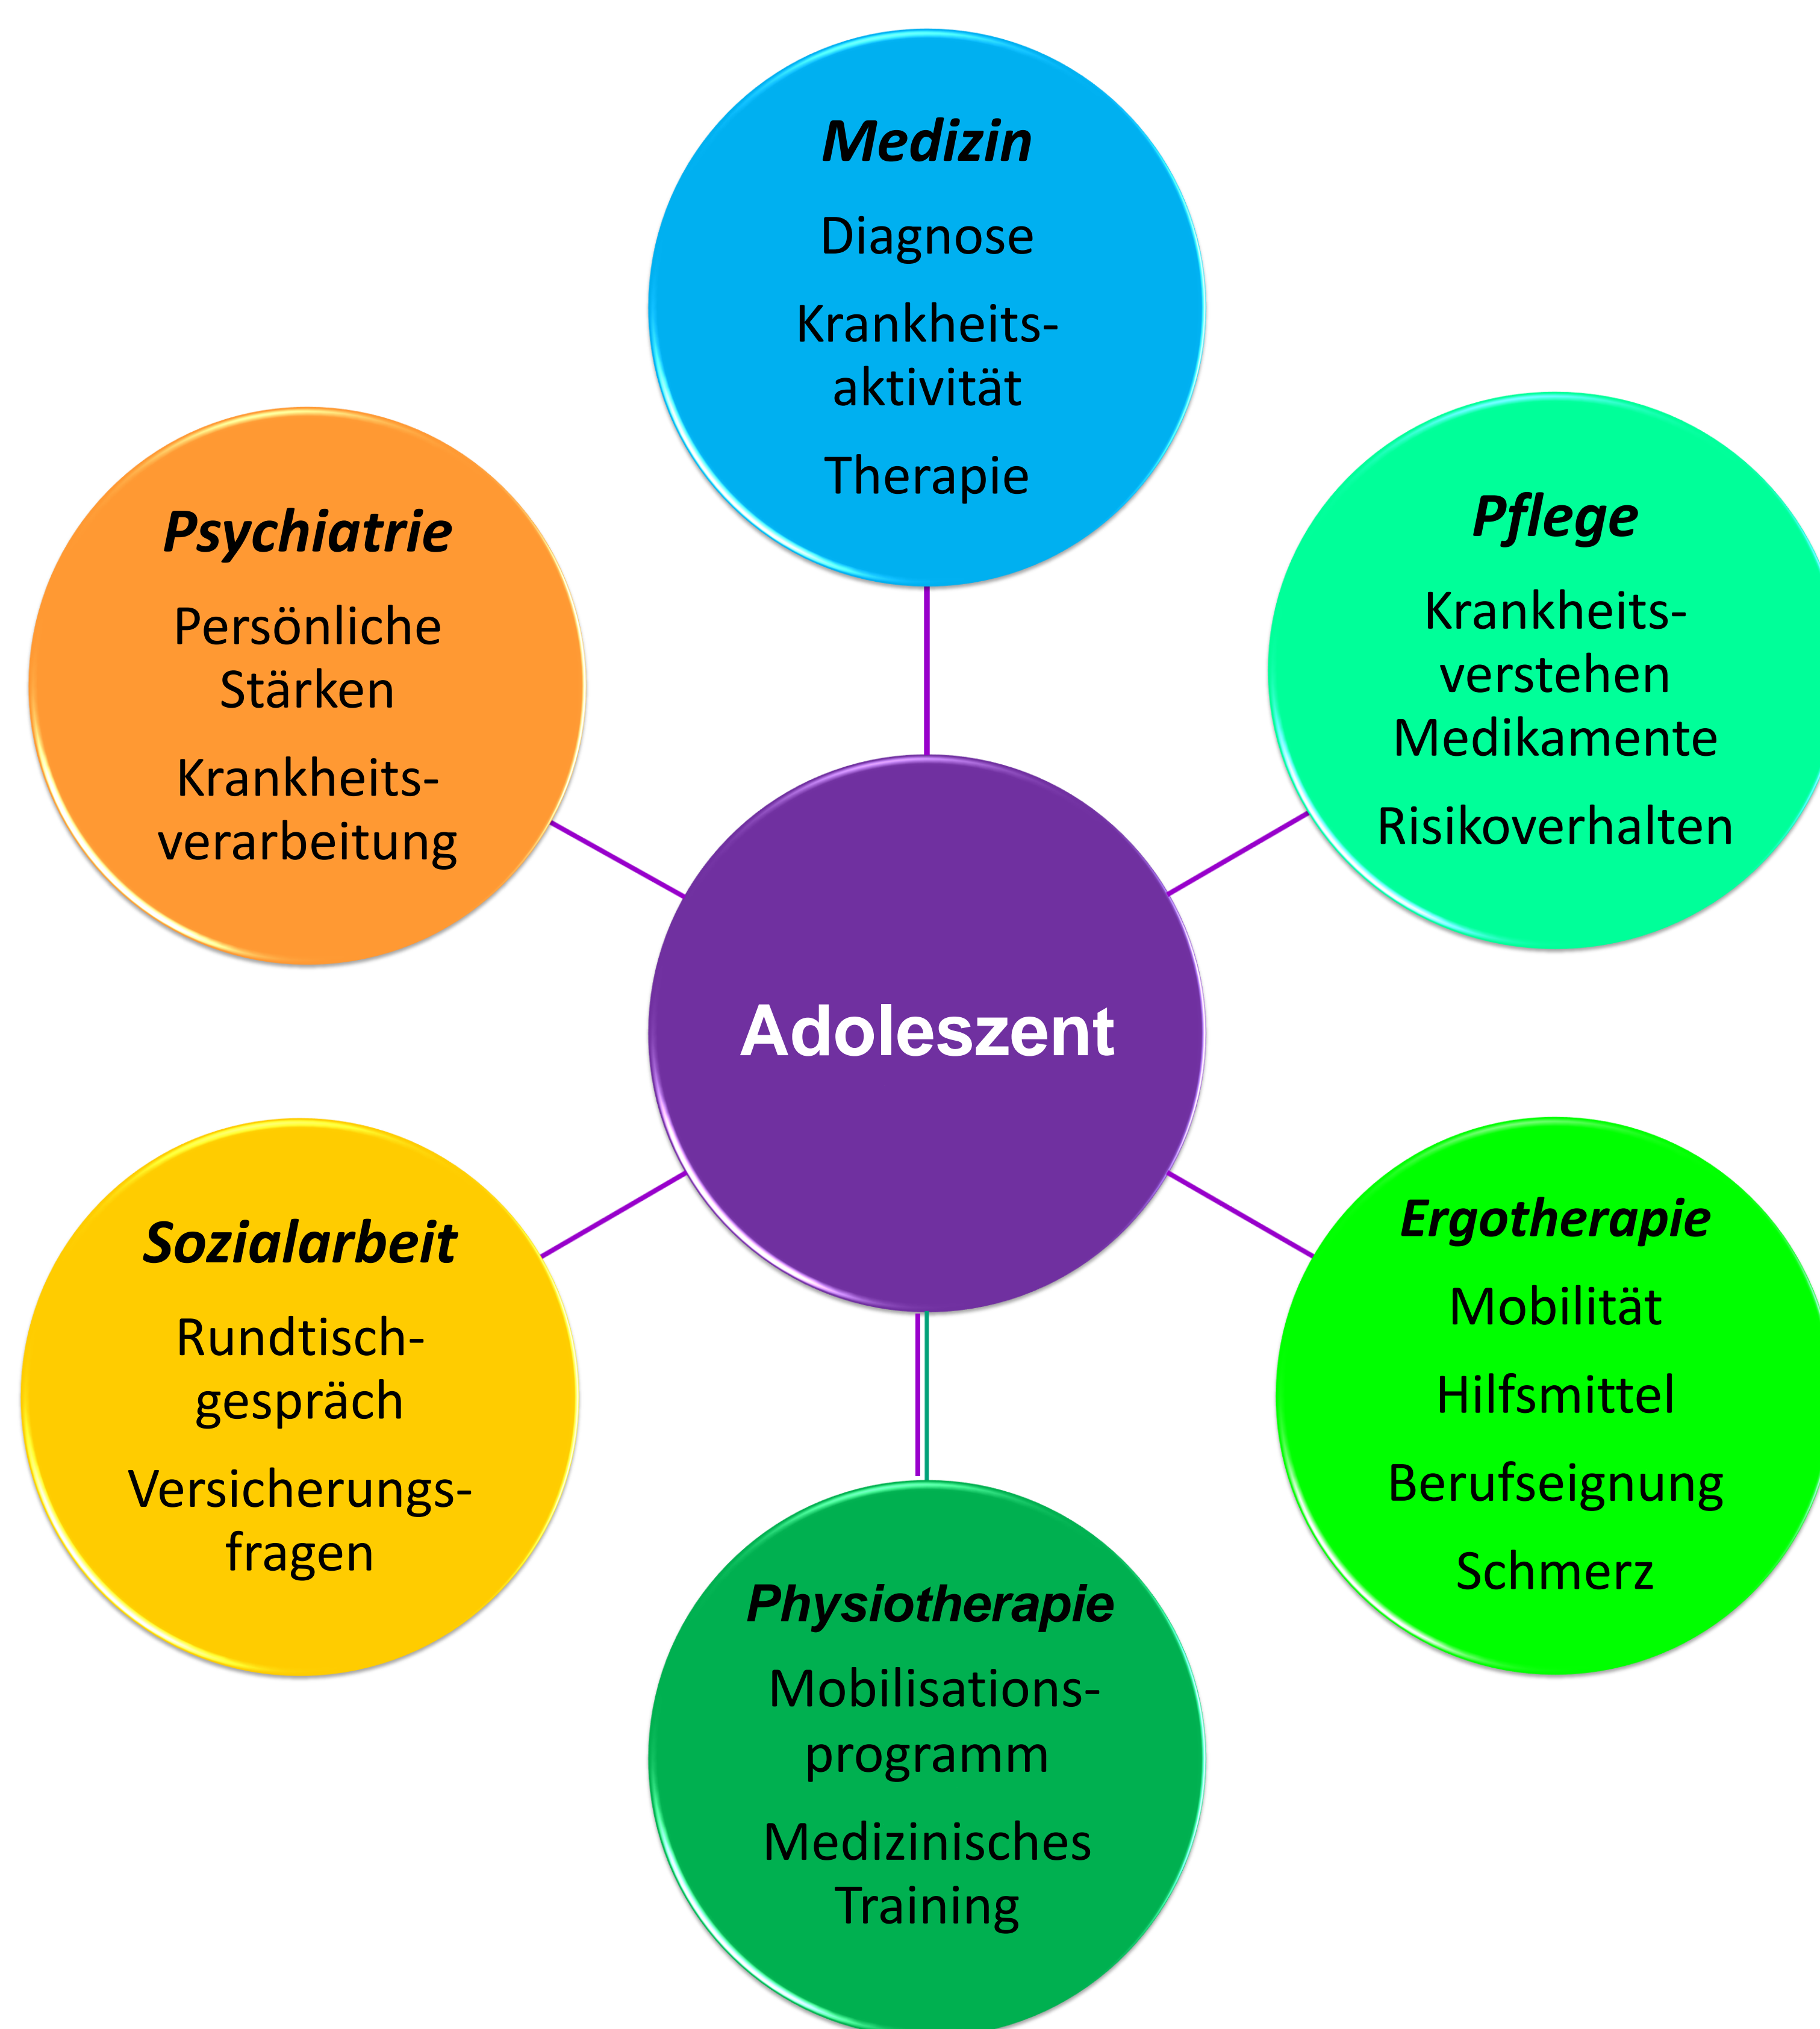 Medizin
Diagnose
Krankheits-
aktivität
Therapie
Pflege
Krankheits-
verstehen
Medikamente
Risikoverhalten
Psychiatrie
Persönliche
Stärken
Krankheits-
verarbeitung
Adoleszent
Ergotherapie
Mobilität
Hilfsmittel
Berufseignung
Schmerz
Sozialarbeit
Rundtisch-
gespräch
Versicherungs-
fragen
Physiotherapie
Mobilisations-
programm
Medizinisches
Training